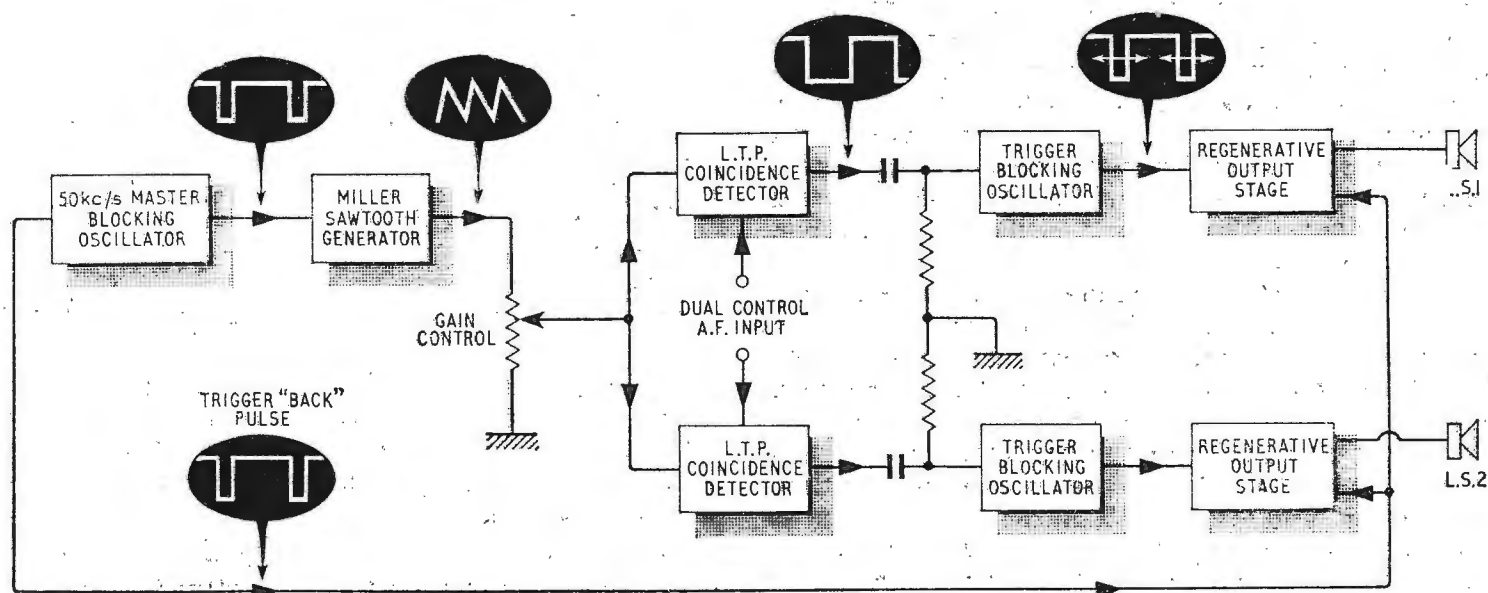 50kc/s MASTER
BLOCKING
OSCILLATOR
MILLER
SAWTOOTH
GENERATOR
GAIN
CONTROL
TRIGGER "BACK"
PULSE
L.T.P.
COINCIDENCE
DETECTOR
DUAL CONTROL
A.F. INPUT
L.T.P.
COINCIDENCE
DETECTOR
TRIGGER
BLOCKING
OSCILLATOR
REGENERATIVE
OUTPUT
STAGE
.S.1
TRIGGER
BLOCKING
OSCILLATOR
REGENERATIVE
OUTPUT
STAGE
L.S.2